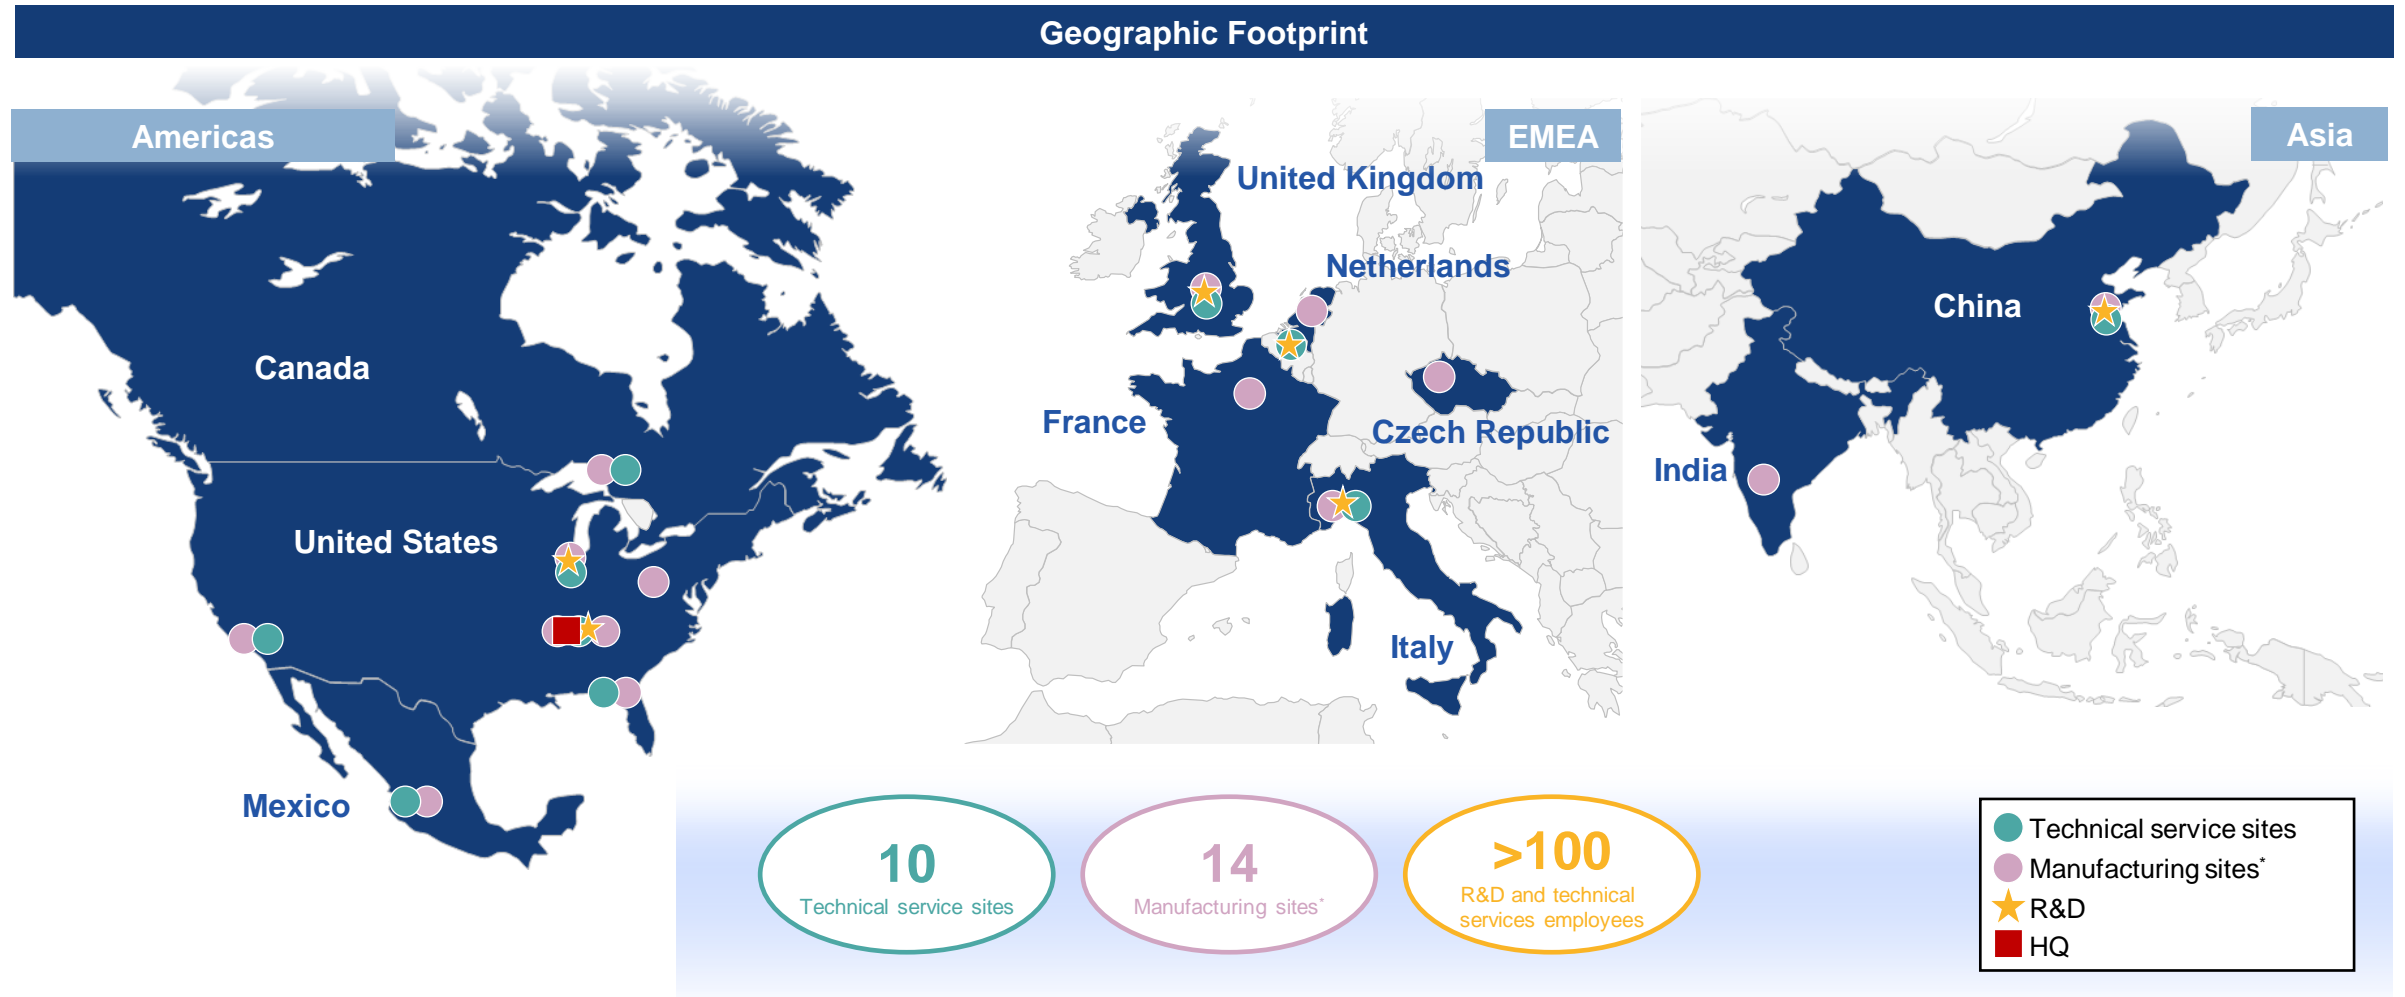 Geographic Footprint
Americas
EMEA
Asia
United Kingdom
Netherlands
China
Canada
France
Czech Republic
India
United States
Italy
Mexico
10
Technical service sites
14
Manufacturing sites*
>100
R&D and technical
services employees
Technical service sites
Manufacturing sites*
R&D
HQ